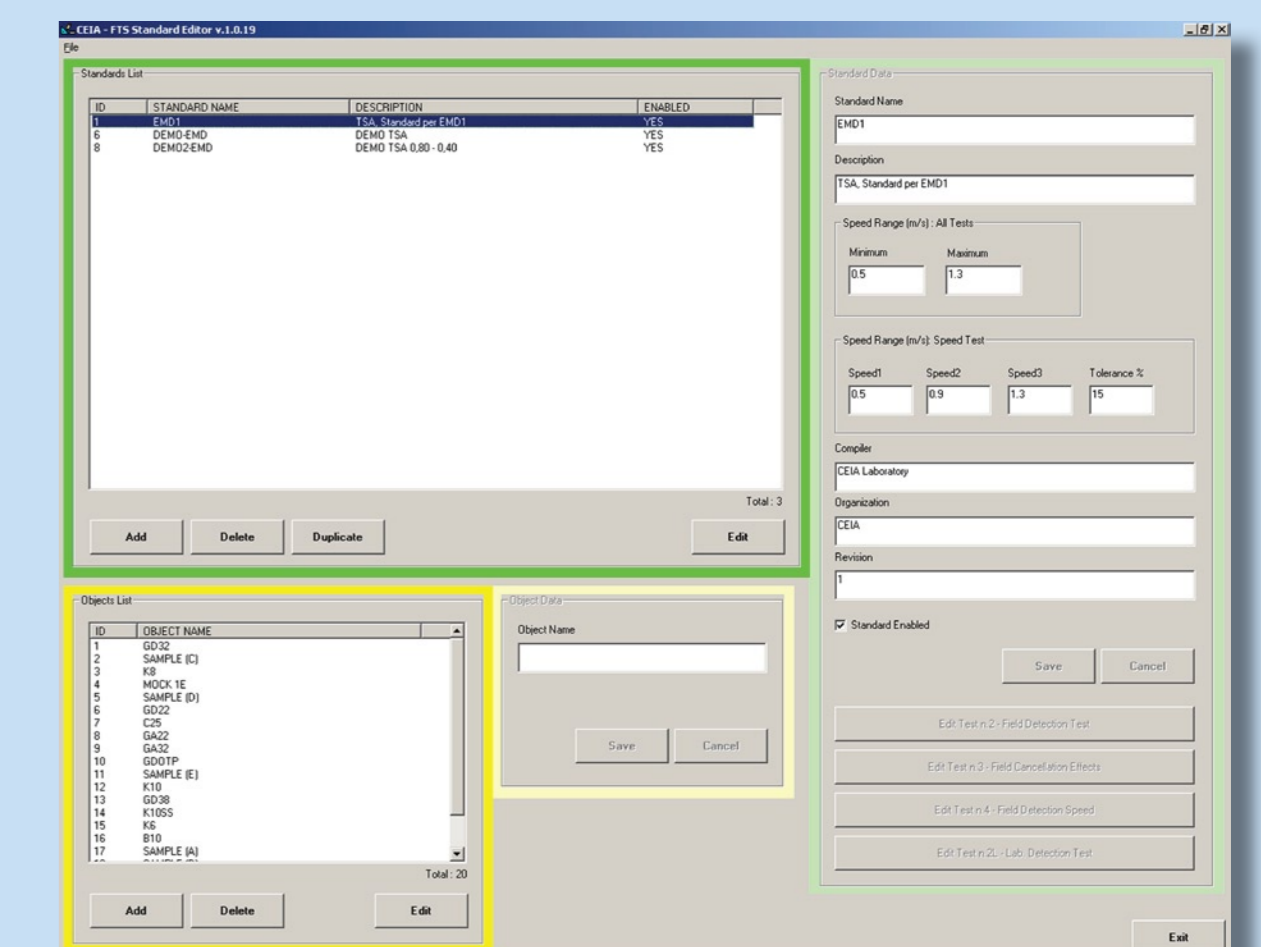 CEIA - FTS Standard Editor v.1.0.19
File
Standards List
ID STANDARD NAME DESCRIPTION ENABLED
1 EMD1 TSA, Standard per EMD1 YES
6 DEMO-EMD DEMO TSA YES
8 DEMO2-EMD DEMO TSA 0,80 - 0,40 YES
Total : 3
Add Delete Duplicate Edit
Objects List
ID OBJECT NAME
1 GD32
2 SAMPLE (C)
3 K8
4 MOCK 1E
5 SAMPLE (D)
6 GD22
7 C25
8 GA22
9 GA32
10 GDOTP
11 SAMPLE (E)
12 K10
13 GD38
14 K10SS
15 K6
16 B10
17 SAMPLE (A)
Total : 20
Add Delete Edit
Object Data
Object Name
Save Cancel
Standard Data
Standard Name
EMD1
Description
TSA, Standard per EMD1
Speed Range (m/s) : All Tests
Minimum Maximum
0.5 1.3
Speed Range (m/s): Speed Test
Speed1 Speed2 Speed3 Tolerance %
0.5 0.9 1.3 15
Compiler
CEIA Laboratory
Organization
CEIA
Revision
1
Standard Enabled
Save Cancel
Edit Test n.2 - Field Detection Test
Edit Test n.3 - Field Cancellation Effects
Edit Test n.4 - Field Detection Speed
Edit Test n.2L - Lab. Detection Test
Exit